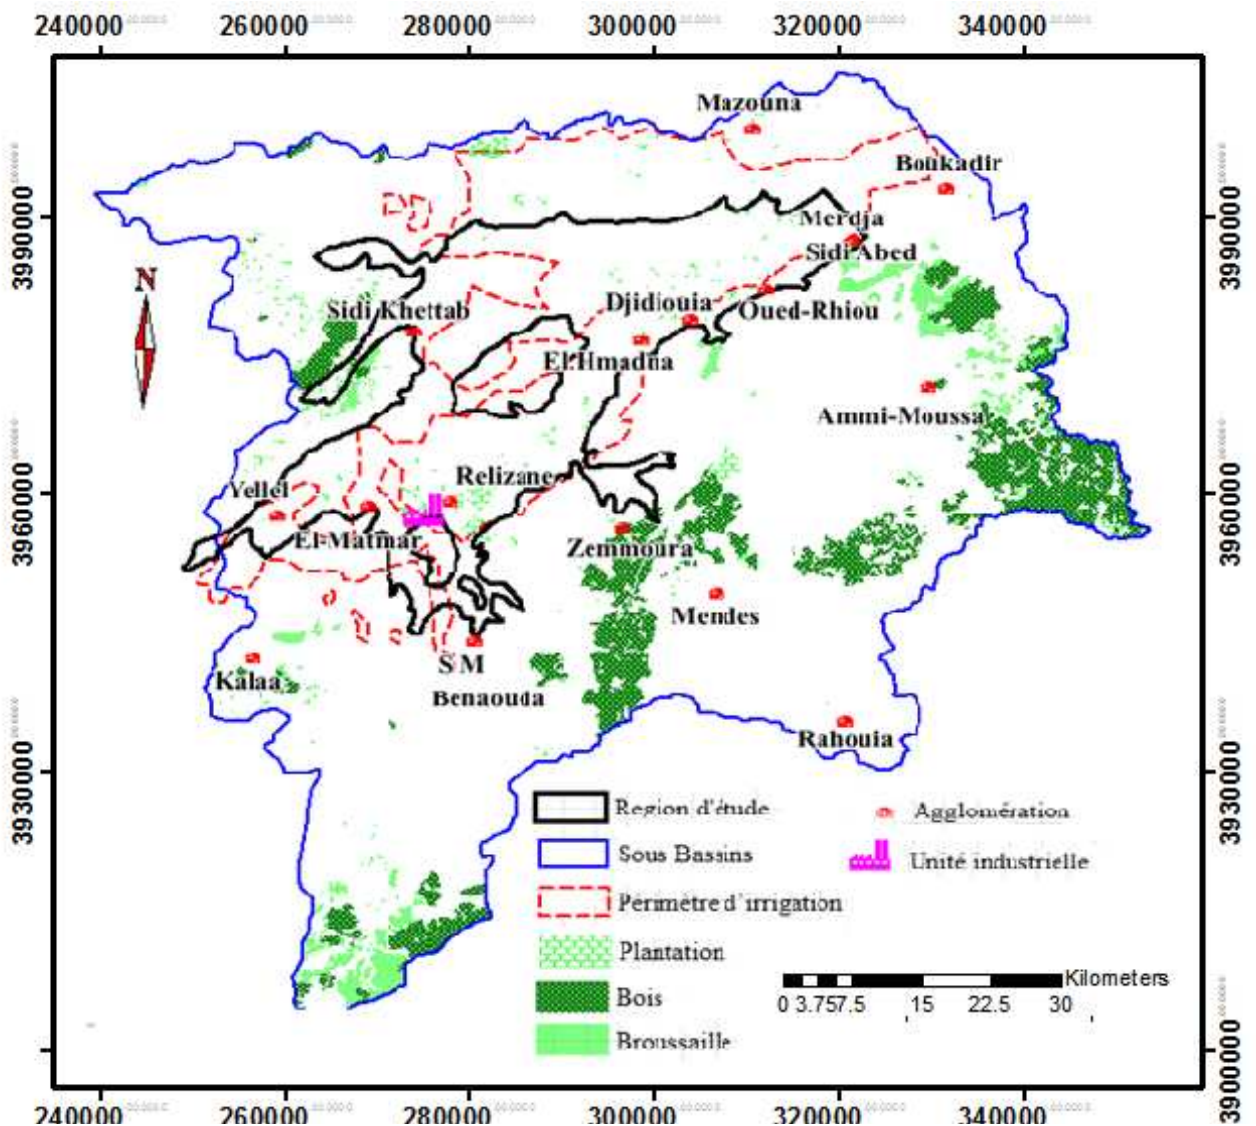 240000 260000 280000 300000 320000 340000
Mazouna
Boukadir
3990000
3990000
Merdja
Sidi Abed
N
Sidi Khettab
Djidiouia
Oued-Rhiou
El Hmadna
Ammi-Moussa
Relizane
Yellel
3960000
3960000
El-Matmar
Zemmoura
Mendes
S M
Benaouda
Kalaa
Rahouia
3930000
3930000
Region d'étude
Agglomération
Sous Bassins
Unité industrielle
Périmètre d'irrigation
Plantation
Kilometers
Bois
0 3.75 7.5 15 22.5 30
Broussaille
3900000
3900000
240000 260000 280000 300000 320000 340000